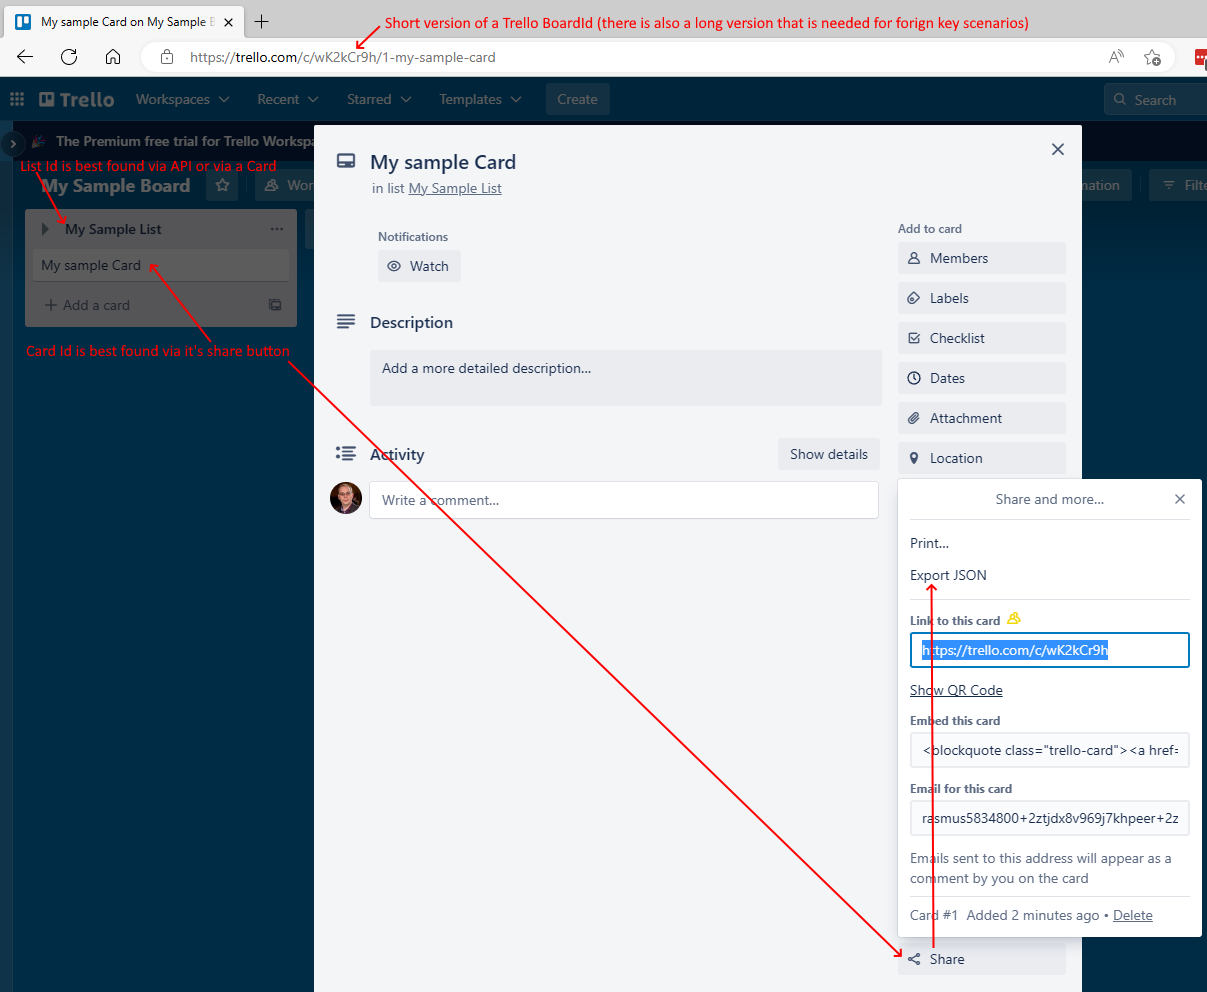 My sample Card on My Sample B
Short version of a Trello BoardId (there is also a long version that is needed for forign key scenarios)
https://trello.com/c/wK2kCr9h/1-my-sample-card
Trello
Workspaces
Recent
Starred
Templates
Create
Search
The Premium free trial for Trello Workspa
List Id is best found via API or via a Card
My Sample Board
Wor
mation
Filte
My Sample List
My sample Card
Add a card
Card Id is best found via it's share button
My sample Card
in list My Sample List
Notifications
Watch
Description
Add a more detailed description...
Activity
Show details
Write a comment...
Add to card
Members
Labels
Checklist
Dates
Attachment
Location
Share and more...
Print...
Export JSON
Link to this card
https://trello.com/c/wK2kCr9h
Show QR Code
Embed this card
<blockquote class="trello-card"><a href=
Email for this card
rasmus5834800+2ztjdx8v969j7khpeer+2z
Emails sent to this address will appear as a
comment by you on the card
Card #1 Added 2 minutes ago • Delete
Share